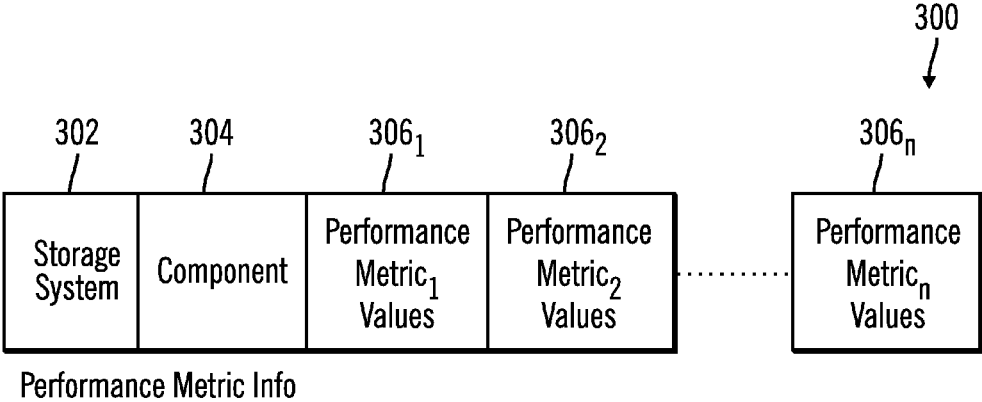 300
302 304 306₁ 306₂ 306ₙ
Storage System
Component
Performance Metric₁ Values
Performance Metric₂ Values
Performance Metricₙ Values
Performance Metric Info